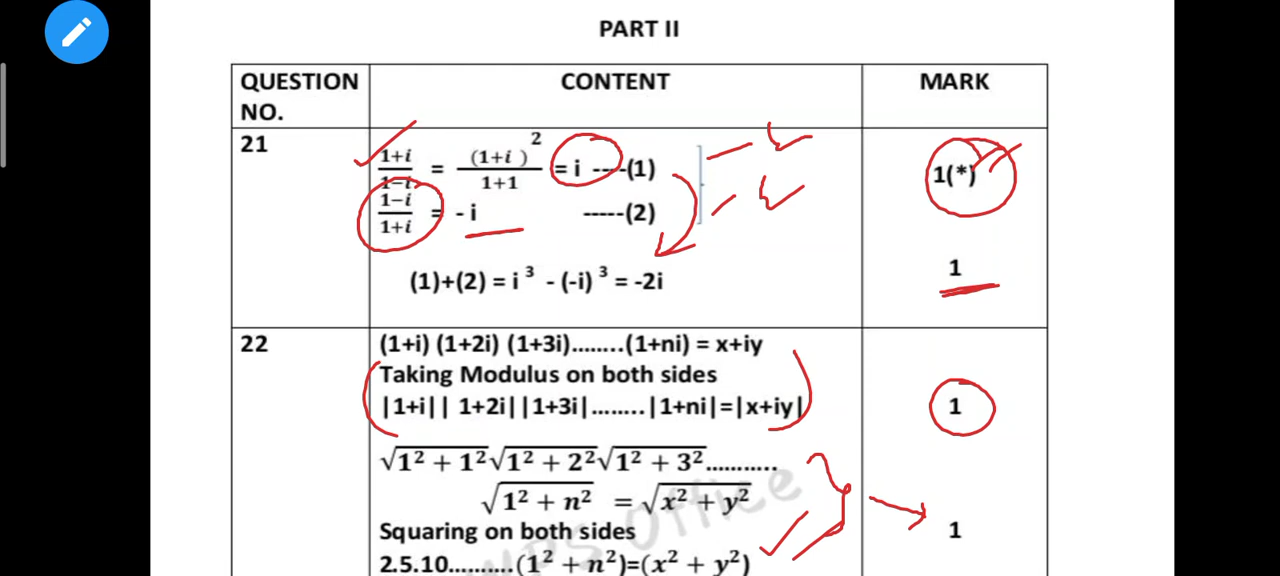 PART II
QUESTION NO. CONTENT MARK
21
1+i/1-i = (1+i)²/1+1 = i ----(1) 1(*)
1-i/1+i = -i -----(2)
(1)+(2) = i³ - (-i)³ = -2i 1
22 (1+i) (1+2i) (1+3i)........(1+ni) = x+iy
Taking Modulus on both sides
|1+i|| 1+2i||1+3i|........|1+ni|=|x+iy| 1
√1² + 1²√1² + 2²√1² + 3²...........
√1² + n² = √x² + y²
Squaring on both sides 1
2.5.10..........(1² + n²)=(x² + y²)
Office